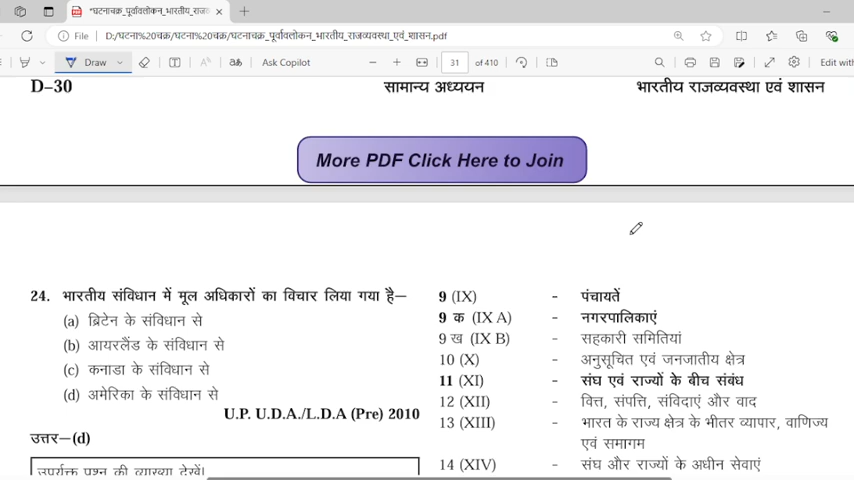 "घटनाचक्र_पूर्वावलोकन_भारतीय_राजव
File
D:/घटना%20चक्र/घटना%20चक्र/घटनाचक्र_पूर्वावलोकन_भारतीय_राजव्यवस्था_एवं_शासन.pdf
Draw
Ask Copilot
31 of 410
Edit with
D–30 सामान्य अध्ययन भारतीय राजव्यवस्था एवं शासन
More PDF Click Here to Join
24. भारतीय संविधान में मूल अधिकारों का विचार लिया गया है—
(a) ब्रिटेन के संविधान से
(b) आयरलैंड के संविधान से
(c) कनाडा के संविधान से
(d) अमेरिका के संविधान से
U.P. U.D.A./L.D.A (Pre) 2010
उत्तर—(d)
उपर्युक्त प्रश्न की व्याख्या देखें।
9 (IX) - पंचायतें
9 क (IX A) - नगरपालिकाएं
9 ख (IX B) - सहकारी समितियां
10 (X) - अनुसूचित एवं जनजातीय क्षेत्र
11 (XI) - संघ एवं राज्यों के बीच संबंध
12 (XII) - वित्त, संपत्ति, संविदाएं और वाद
13 (XIII) - भारत के राज्य क्षेत्र के भीतर व्यापार, वाणिज्य
एवं समागम
14 (XIV) - संघ और राज्यों के अधीन सेवाएं